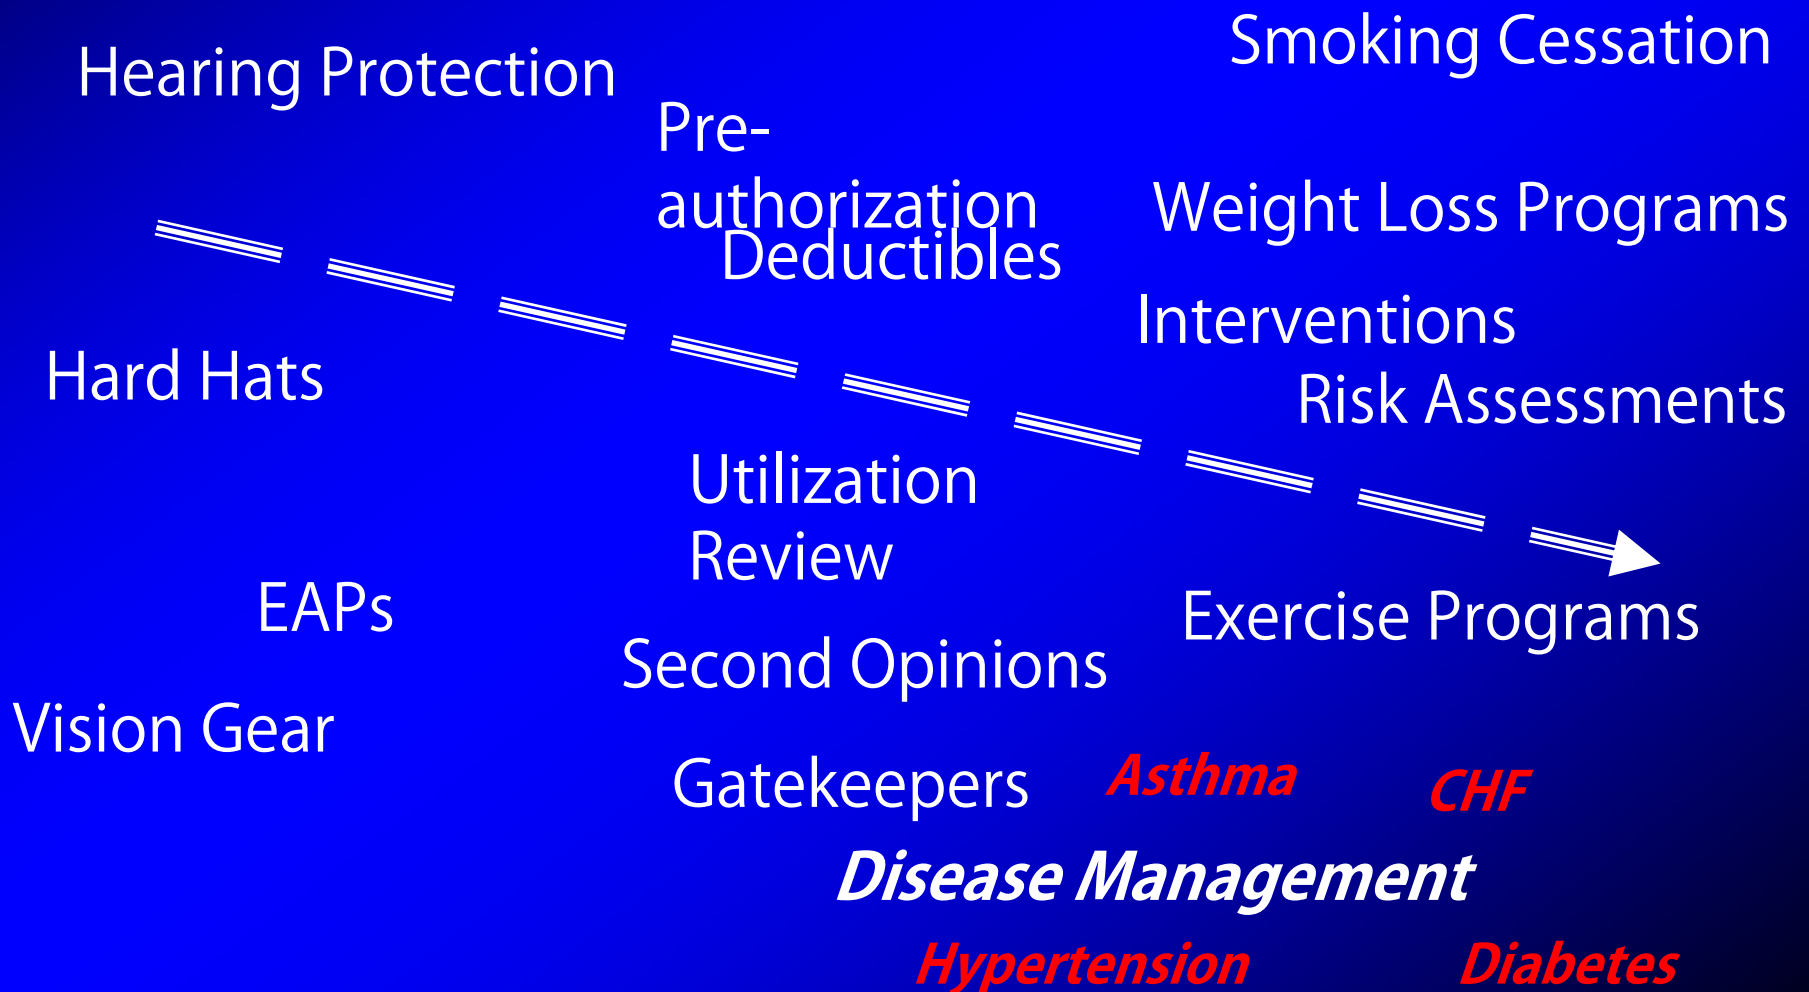 Hearing Protection
Smoking Cessation
Pre-
authorization
Deductibles
Weight Loss Programs
Interventions
Hard Hats
Risk Assessments
Utilization
Review
EAPs
Exercise Programs
Second Opinions
Vision Gear
Gatekeepers
Asthma
CHF
Disease Management
Hypertension
Diabetes